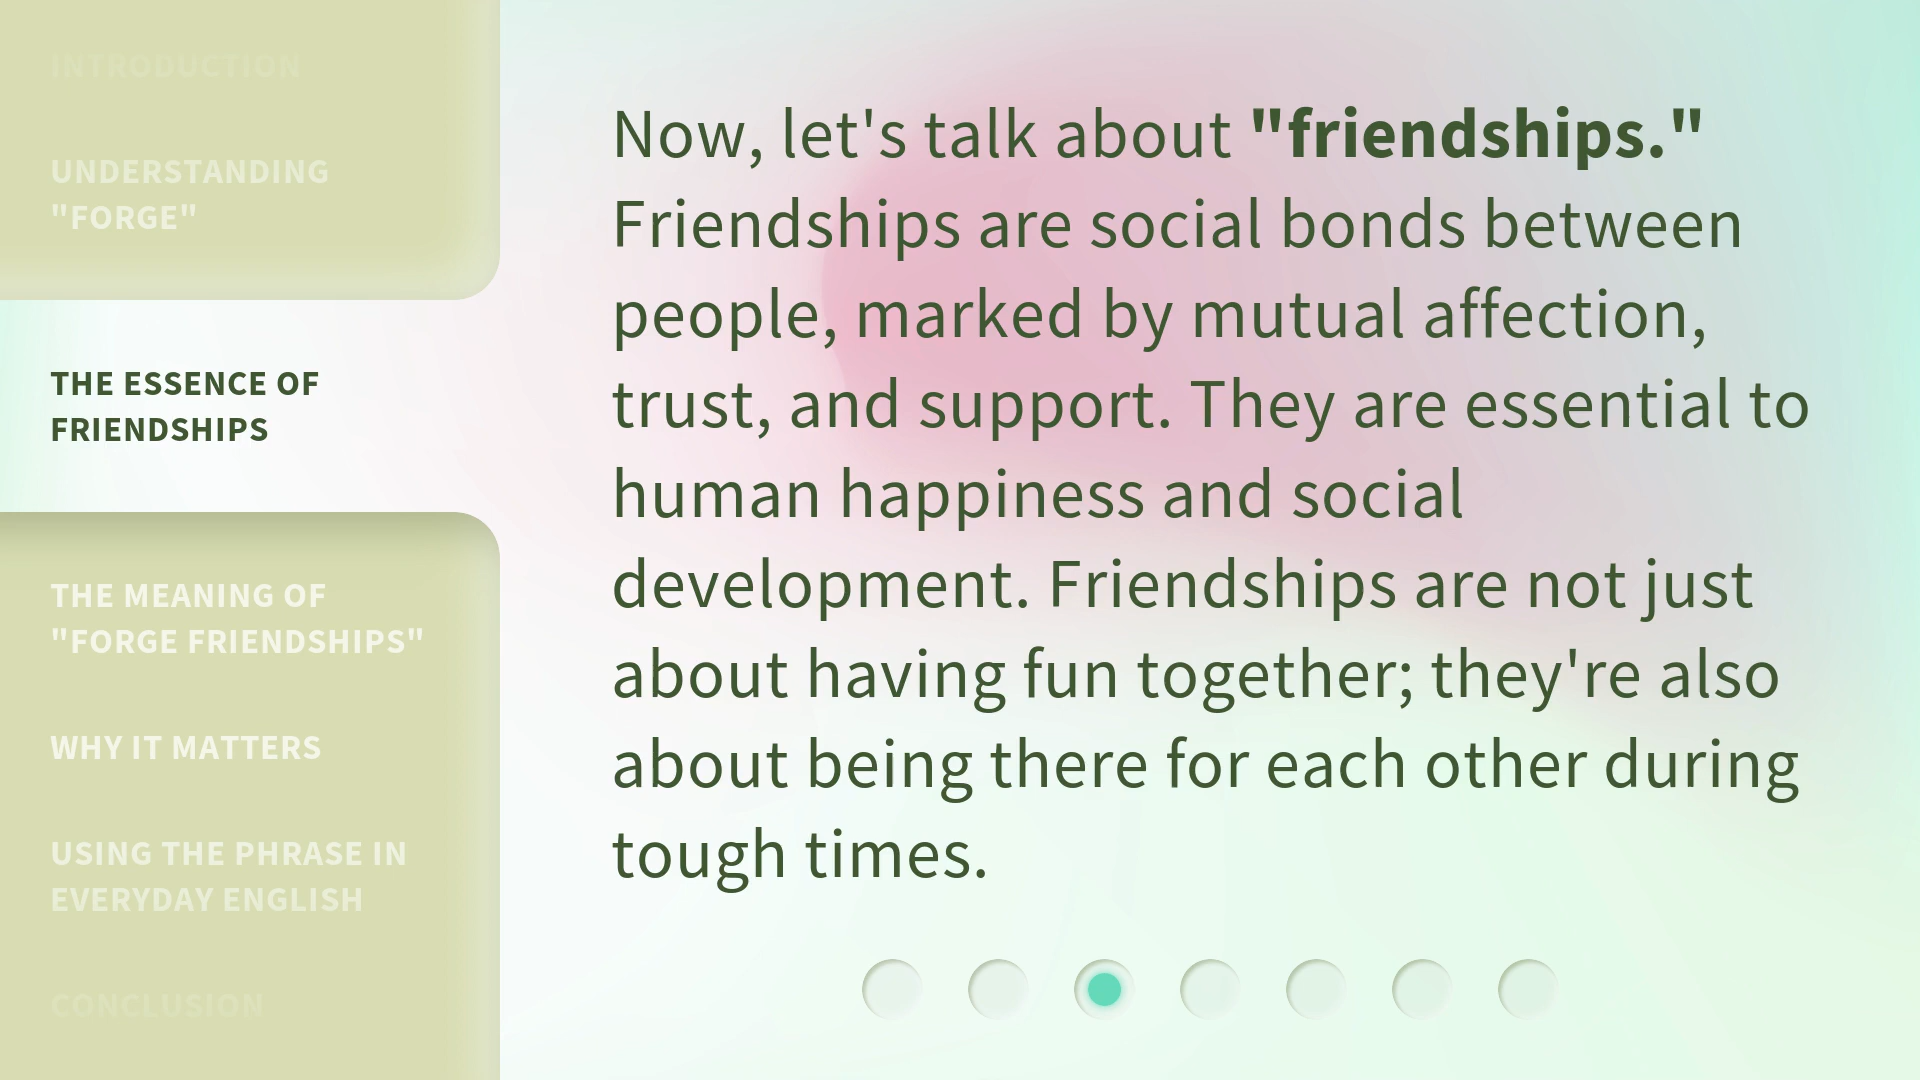 INTRODUCTION
UNDERSTANDING
"FORGE"
THE ESSENCE OF
FRIENDSHIPS
THE MEANING OF
"FORGE FRIENDSHIPS"
WHY IT MATTERS
USING THE PHRASE IN
EVERYDAY ENGLISH
CONCLUSION
Now, let's talk about "friendships."
Friendships are social bonds between
people, marked by mutual affection,
trust, and support. They are essential to
human happiness and social
development. Friendships are not just
about having fun together; they're also
about being there for each other during
tough times.